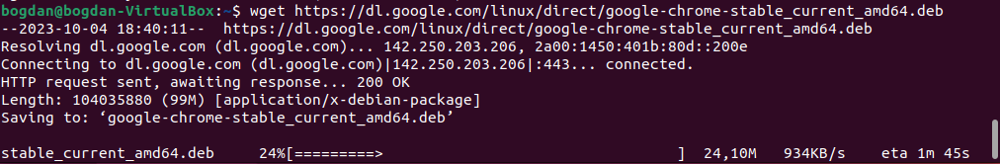 bogdan@bogdan-VirtualBox:~$ wget https://dl.google.com/linux/direct/google-chrome-stable_current_amd64.deb
--2023-10-04 18:40:11--  https://dl.google.com/linux/direct/google-chrome-stable_current_amd64.deb
Resolving dl.google.com (dl.google.com)... 142.250.203.206, 2a00:1450:401b:80d::200e
Connecting to dl.google.com (dl.google.com)|142.250.203.206|:443... connected.
HTTP request sent, awaiting response... 200 OK
Length: 104035880 (99M) [application/x-debian-package]
Saving to: ‘google-chrome-stable_current_amd64.deb’
stable_current_amd64.deb     24%[=========>                              ]  24,10M   934KB/s    eta 1m 45s